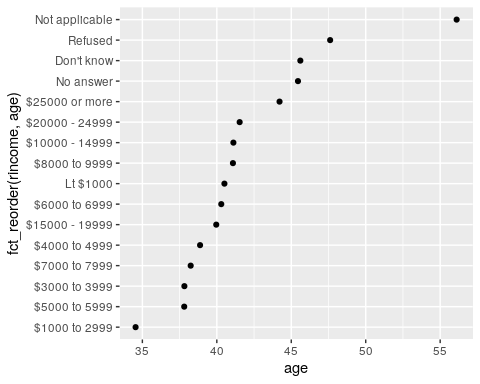 fct_reorder(rincome, age)
Not applicable
Refused
Don't know
No answer
$25000 or more
$20000 - 24999
$10000 - 14999
$8000 to 9999
Lt $1000
$6000 to 6999
$15000 - 19999
$4000 to 4999
$7000 to 7999
$3000 to 3999
$5000 to 5999
$1000 to 2999
35 40 45 50 55
age